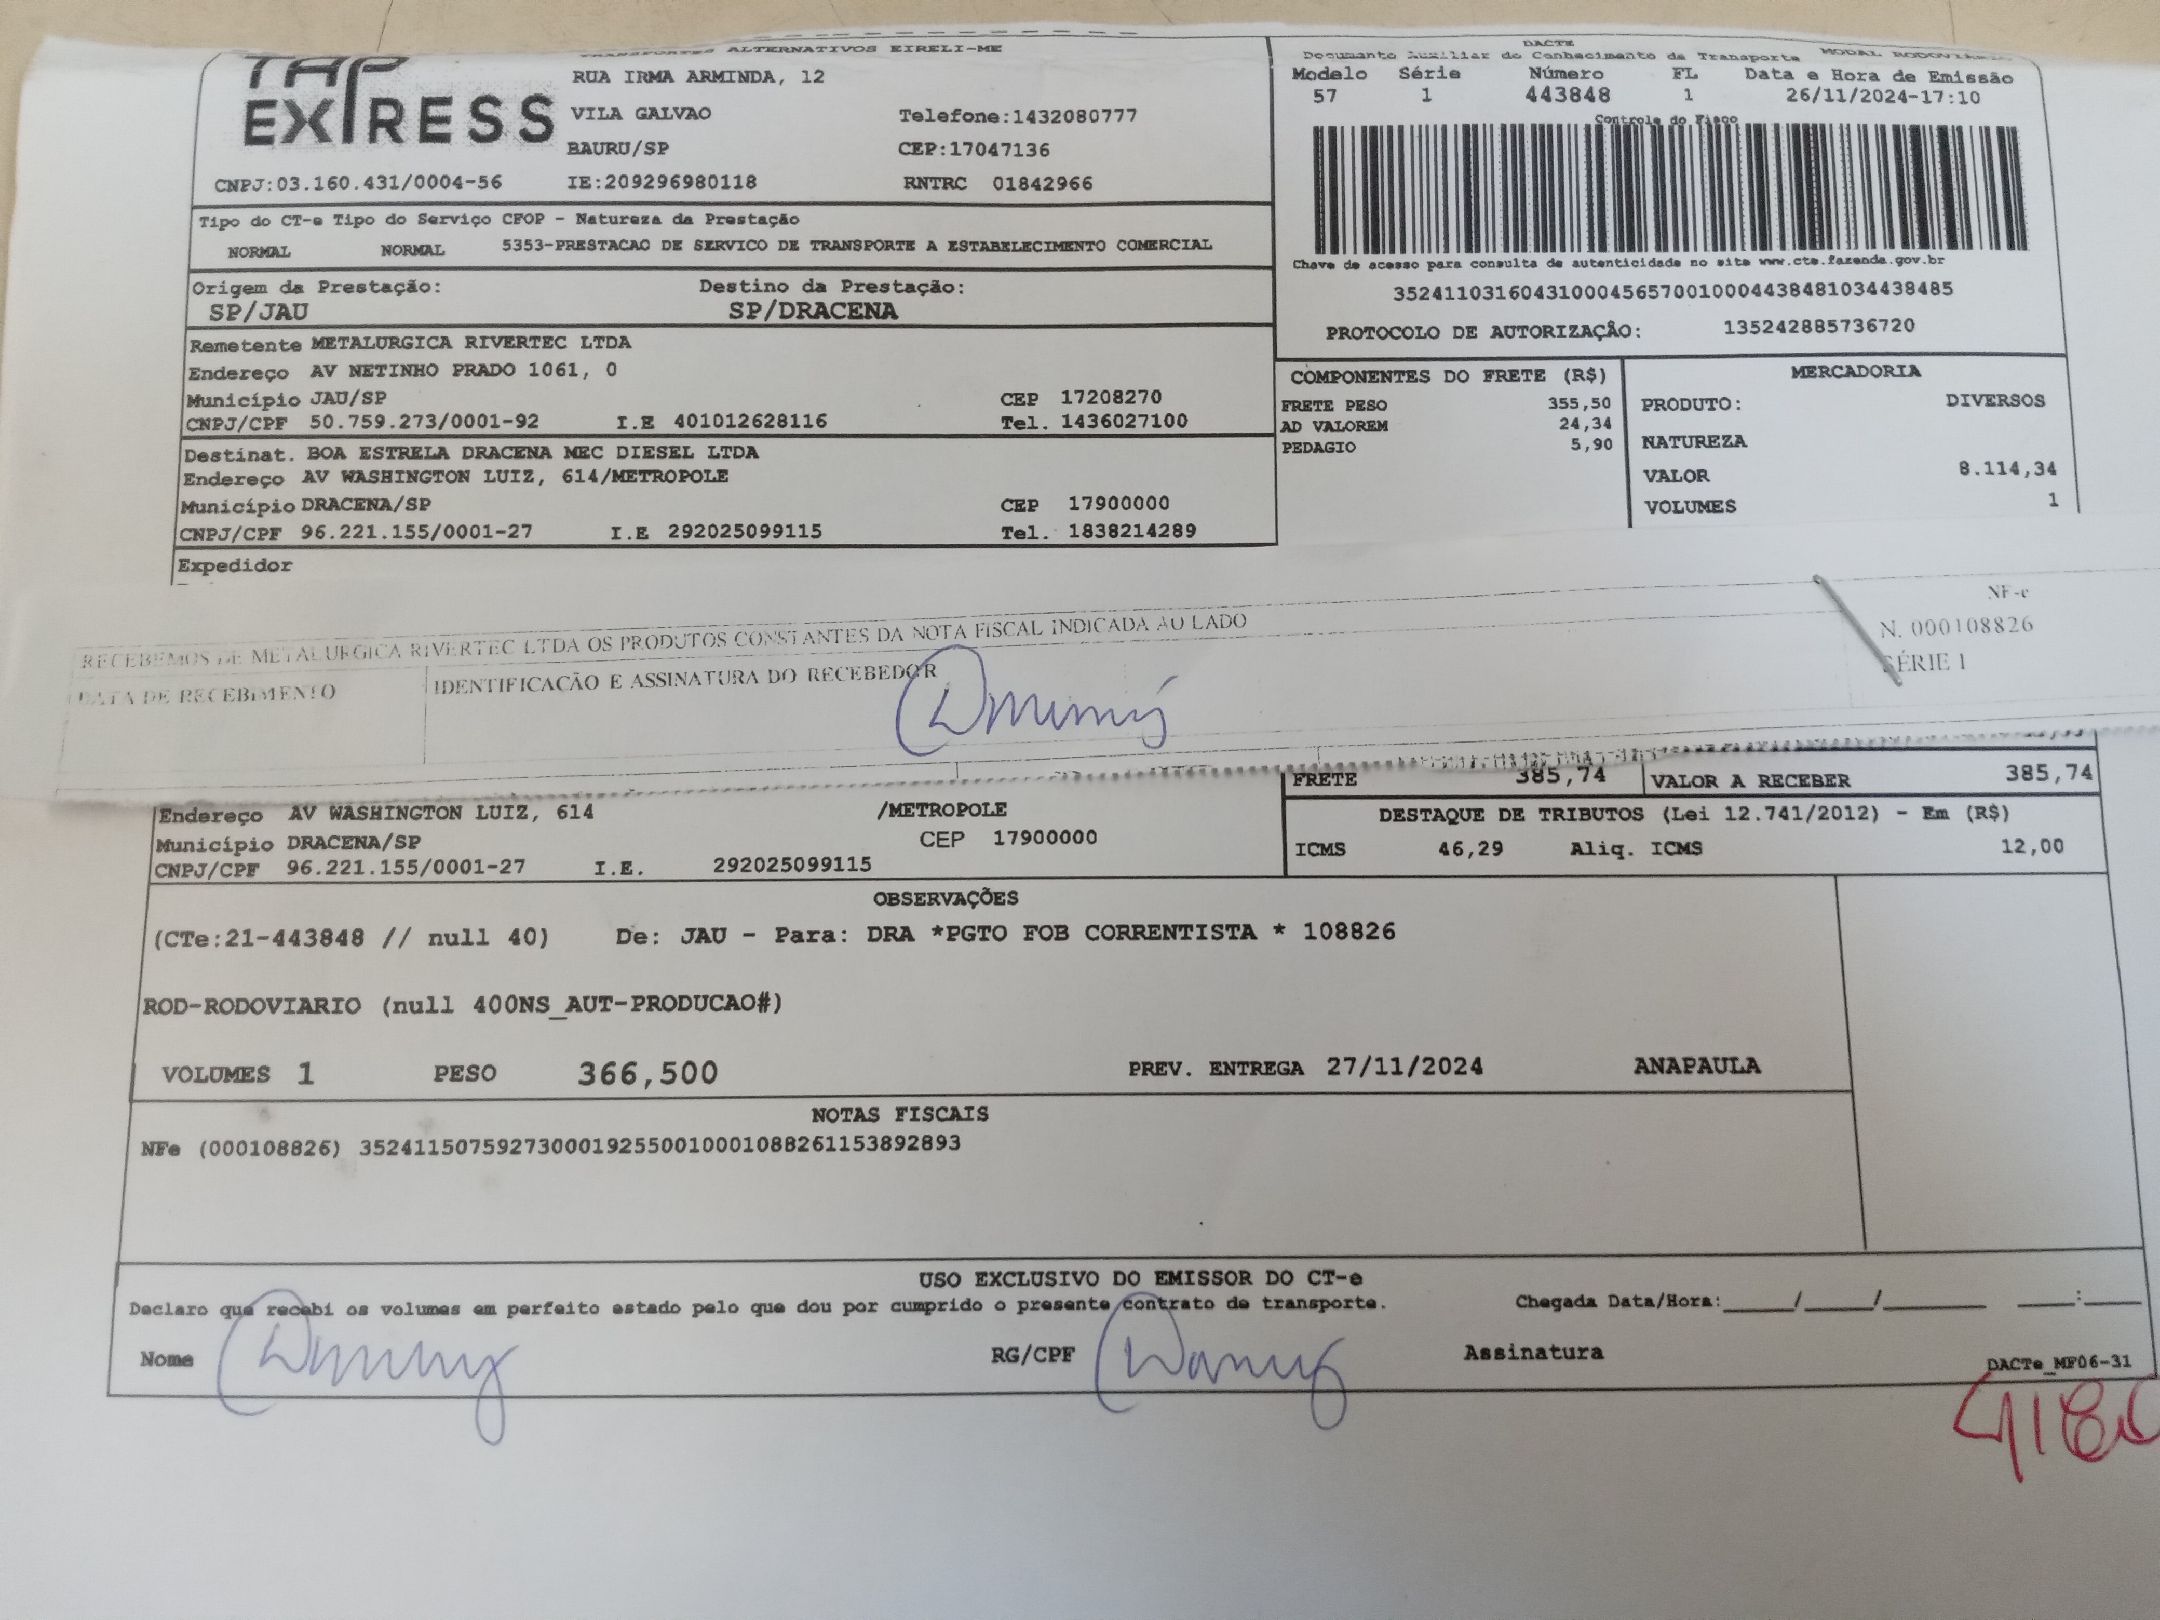 TRANSPORTES ALTERNATIVOS EIRELI-ME
TAP
EXPRESS
RUA IRMA ARMINDA, 12
VILA GALVAO Telefone:1432080777
BAURU/SP CEP:17047136
CNPJ:03.160.431/0004-56 IE:209296980118 RNTRC 01842966
DACTE
Documento Auxiliar do Conhecimento de Transporte MODAL RODOVIÁRIO
Modelo Série Número FL Data e Hora de Emissão
57 1 443848 1 26/11/2024-17:10
Controle do Fisco
Chave de acesso para consulta de autenticidade no site www.cte.fazenda.gov.br
35241103160431000456570010004438481034438485
PROTOCOLO DE AUTORIZAÇÃO: 135242885736720
Tipo do CT-e Tipo do Serviço CFOP - Natureza da Prestação
NORMAL NORMAL 5353-PRESTACAO DE SERVICO DE TRANSPORTE A ESTABELECIMENTO COMERCIAL
Origem da Prestação: Destino da Prestação:
SP/JAU SP/DRACENA
Remetente METALURGICA RIVERTEC LTDA
Endereço AV NETINHO PRADO 1061, 0
Município JAU/SP CEP 17208270
CNPJ/CPF 50.759.273/0001-92 I.E 401012628116 Tel. 1436027100
Destinat. BOA ESTRELA DRACENA MEC DIESEL LTDA
Endereço AV WASHINGTON LUIZ, 614/METROPOLE
Município DRACENA/SP CEP 17900000
CNPJ/CPF 96.221.155/0001-27 I.E 292025099115 Tel. 1838214289
Expedidor
COMPONENTES DO FRETE (R$)
FRETE PESO 355,50
AD VALOREM 24,34
PEDAGIO 5,90
MERCADORIA
PRODUTO: DIVERSOS
NATUREZA
VALOR 8.114,34
VOLUMES 1
RECEBEMOS DE METALURGICA RIVERTEC LTDA OS PRODUTOS CONSTANTES DA NOTA FISCAL INDICADA AO LADO
DATA DE RECEBIMENTO IDENTIFICACÃO E ASSINATURA DO RECEBEDOR
NF-e
N. 000108826
SÉRIE 1
FRETE 385,74 VALOR A RECEBER 385,74
Endereço AV WASHINGTON LUIZ, 614 /METROPOLE
Município DRACENA/SP CEP 17900000
CNPJ/CPF 96.221.155/0001-27 I.E. 292025099115
DESTAQUE DE TRIBUTOS (Lei 12.741/2012) - Em (R$)
ICMS 46,29 Aliq. ICMS 12,00
OBSERVAÇÕES
(CTe:21-443848 // null 40) De: JAU - Para: DRA *PGTO FOB CORRENTISTA * 108826
ROD-RODOVIARIO (null 400NS_AUT-PRODUCAO#)
VOLUMES 1 PESO 366,500 PREV. ENTREGA 27/11/2024 ANAPAULA
NOTAS FISCAIS
NFe (000108826) 35241150759273000192550010001088261153892893
USO EXCLUSIVO DO EMISSOR DO CT-e
Declaro que recebi os volumes em perfeito estado pelo que dou por cumprido o presente contrato de transporte. Chegada Data/Hora:____/____/______ ___:___
Nome RG/CPF Assinatura
DACTe_MF06-31